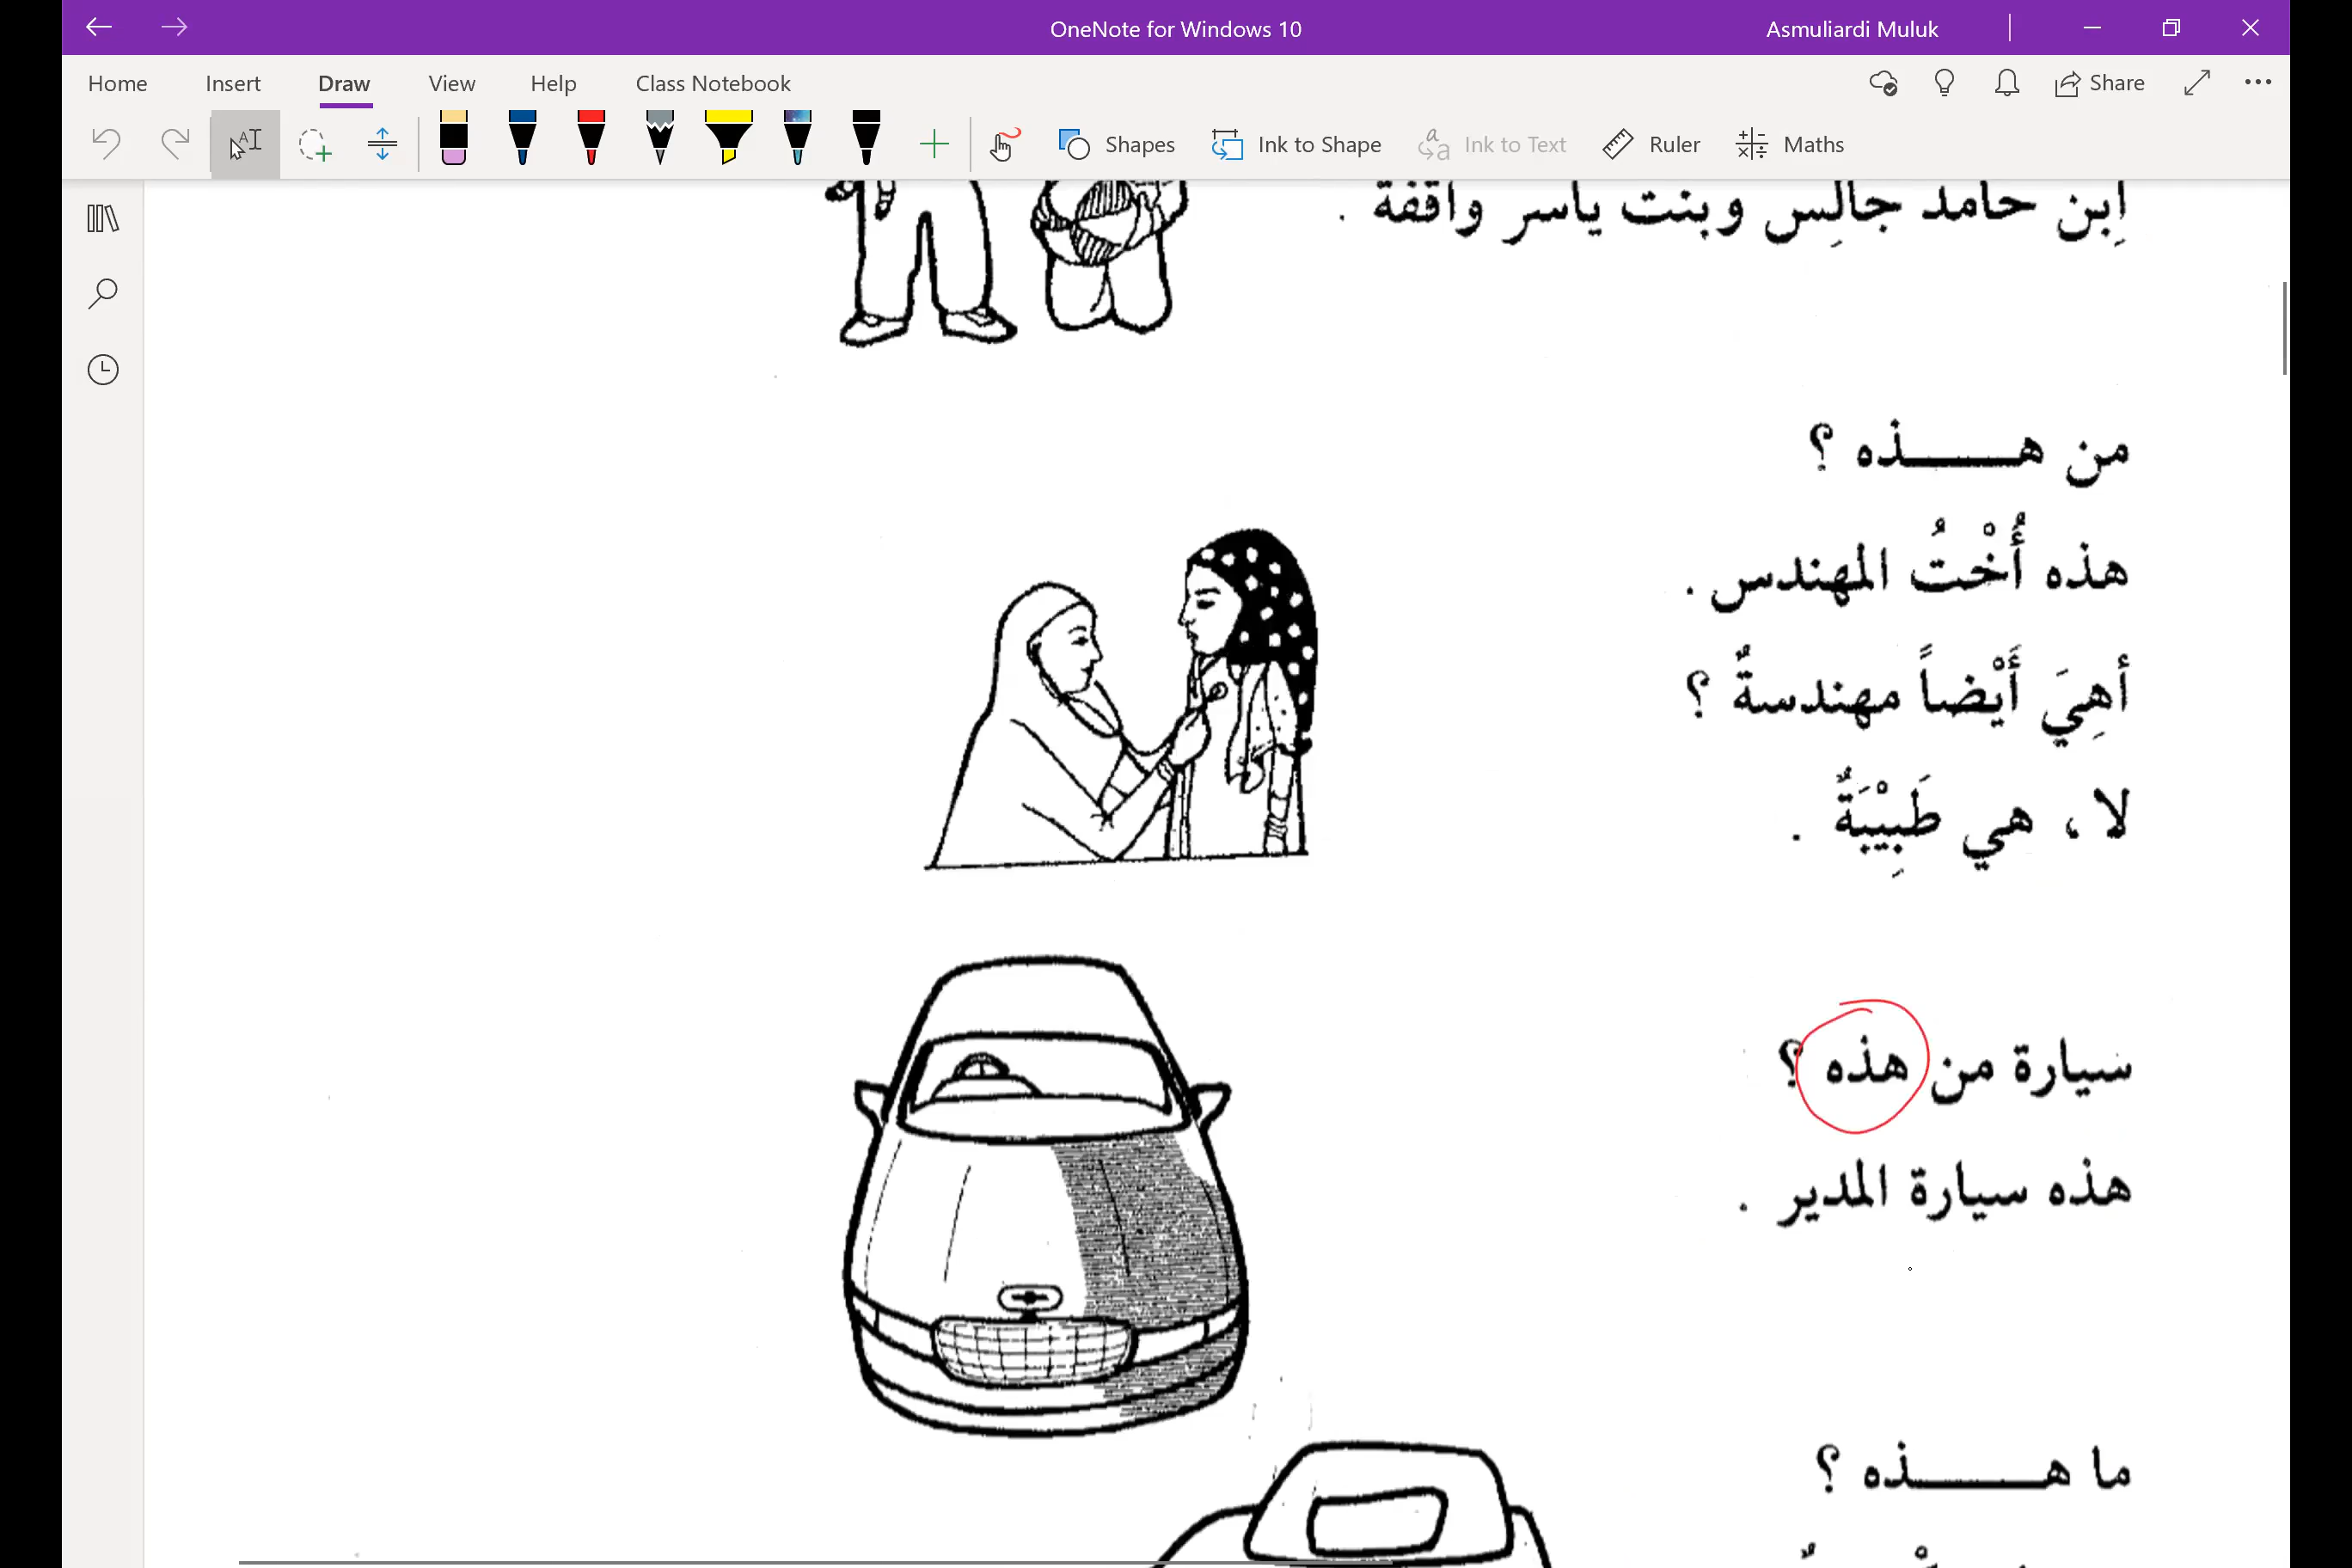 OneNote for Windows 10
Asmuliardi Muluk
Home Insert Draw View Help Class Notebook
Share
Shapes Ink to Shape Ink to Text Ruler Maths
إِبن حامد جالِس وبنت ياسر واقفة .
من هـــــذه ؟
هذه أُخْتُ المهندس .
أهِيَ أَيْضاً مهندسةٌ ؟
لا ، هي طَبِيْبَةٌ .
سيارة من هذه ؟
هذه سيارة المدير .
ما هـــــذه ؟